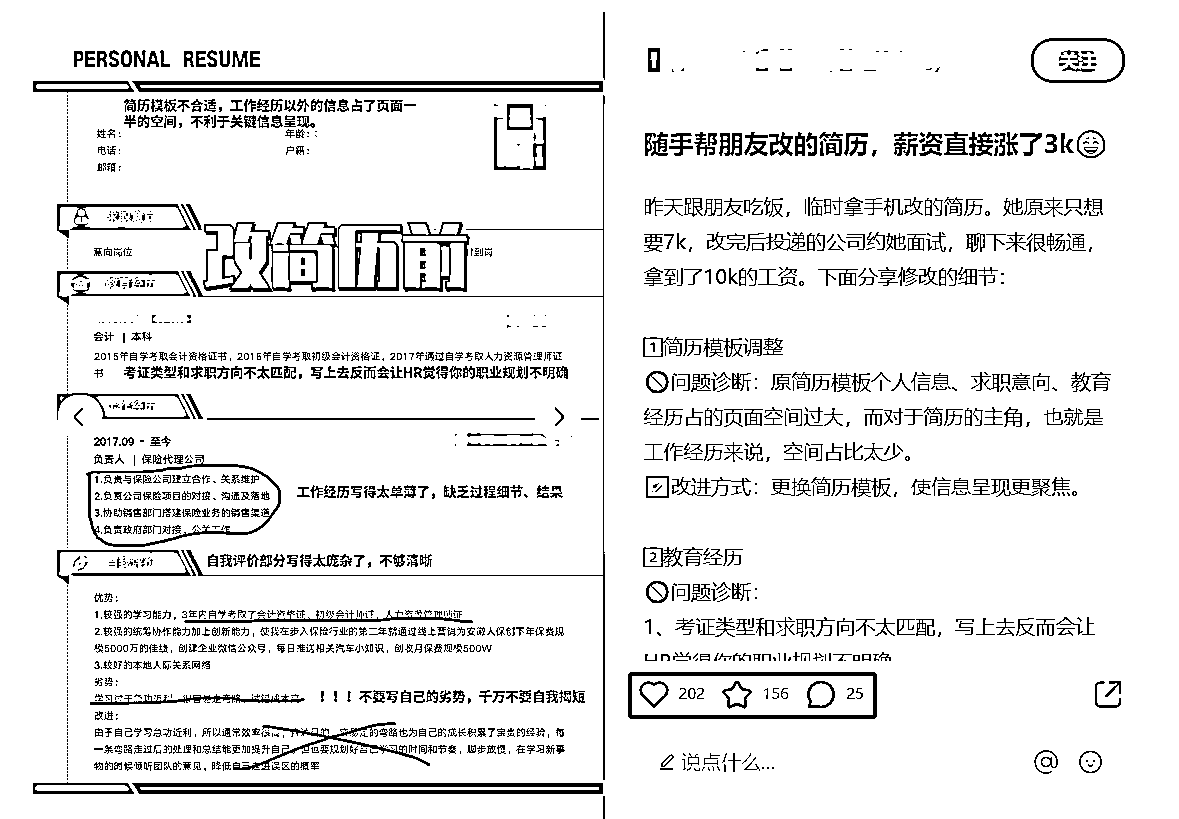 PERSONAL RESUME
简历模板不合适，工作经历以外的信息占了页面一
半的空间，不利于关键信息呈现。
姓名：
年龄：
电话：
户籍：
邮箱：
改简历前
意向岗位
到岗
会计 | 本科
2015年自学考取会计资格证书，2016年自学考取初级会计资格证，2017年通过自学考取人力资源管理师证
书
考证类型和求职方向不太匹配，写上去反而会让HR觉得你的职业规划不明确
2017.09 - 至今
负责人 | 保险代理公司
1.负责与保险公司建立合作、关系维护
2.负责公司保险项目的对接、沟通及落地
3.协助销售部门搭建保险业务的销售渠道
4.负责政府部门对接、公关工作
工作经历写得太单薄了，缺乏过程细节、结果
自我评价部分写得太庞杂了，不够清晰
优势：
1.较强的学习能力，3年内自学考取了会计资格证、初级会计师证、人力资源管理师证
2.较强的统筹协作能力加上创新能力，使我在步入保险行业的第二年就通过线上营销为安徽人保创下年保费规
模5000万的佳绩，创建企业微信公众号，每日推送相关汽车小知识，创收月保费规模500W
3.较好的本地人际关系网络
劣势：
！！！不要写自己的劣势，千万不要自我揭短
改进：
由于自己学习急功近利，所以通常效率很高，的弯路也为自己的成长积累了宝贵的经验，每
一条弯路走过后的处理和总结能更加提升自己，但也要规划好自己学习的时间和节奏，脚步放慢，在学习新事
物的时候倾听团队的意见，降低自己走进误区的概率
关注
随手帮朋友改的简历，薪资直接涨了3k😄
昨天跟朋友吃饭，临时拿手机改的简历。她原来只想
要7k，改完后投递的公司约她面试，聊下来很畅通，
拿到了10k的工资。下面分享修改的细节：
1简历模板调整
🚫问题诊断：原简历模板个人信息、求职意向、教育
经历占的页面空间过大，而对于简历的主角，也就是
工作经历来说，空间占比太少。
✅改进方式：更换简历模板，使信息呈现更聚焦。
2教育经历
🚫问题诊断：
1、考证类型和求职方向不太匹配，写上去反而会让
HR觉得你的职业规划不明确
202 156 25
说点什么...